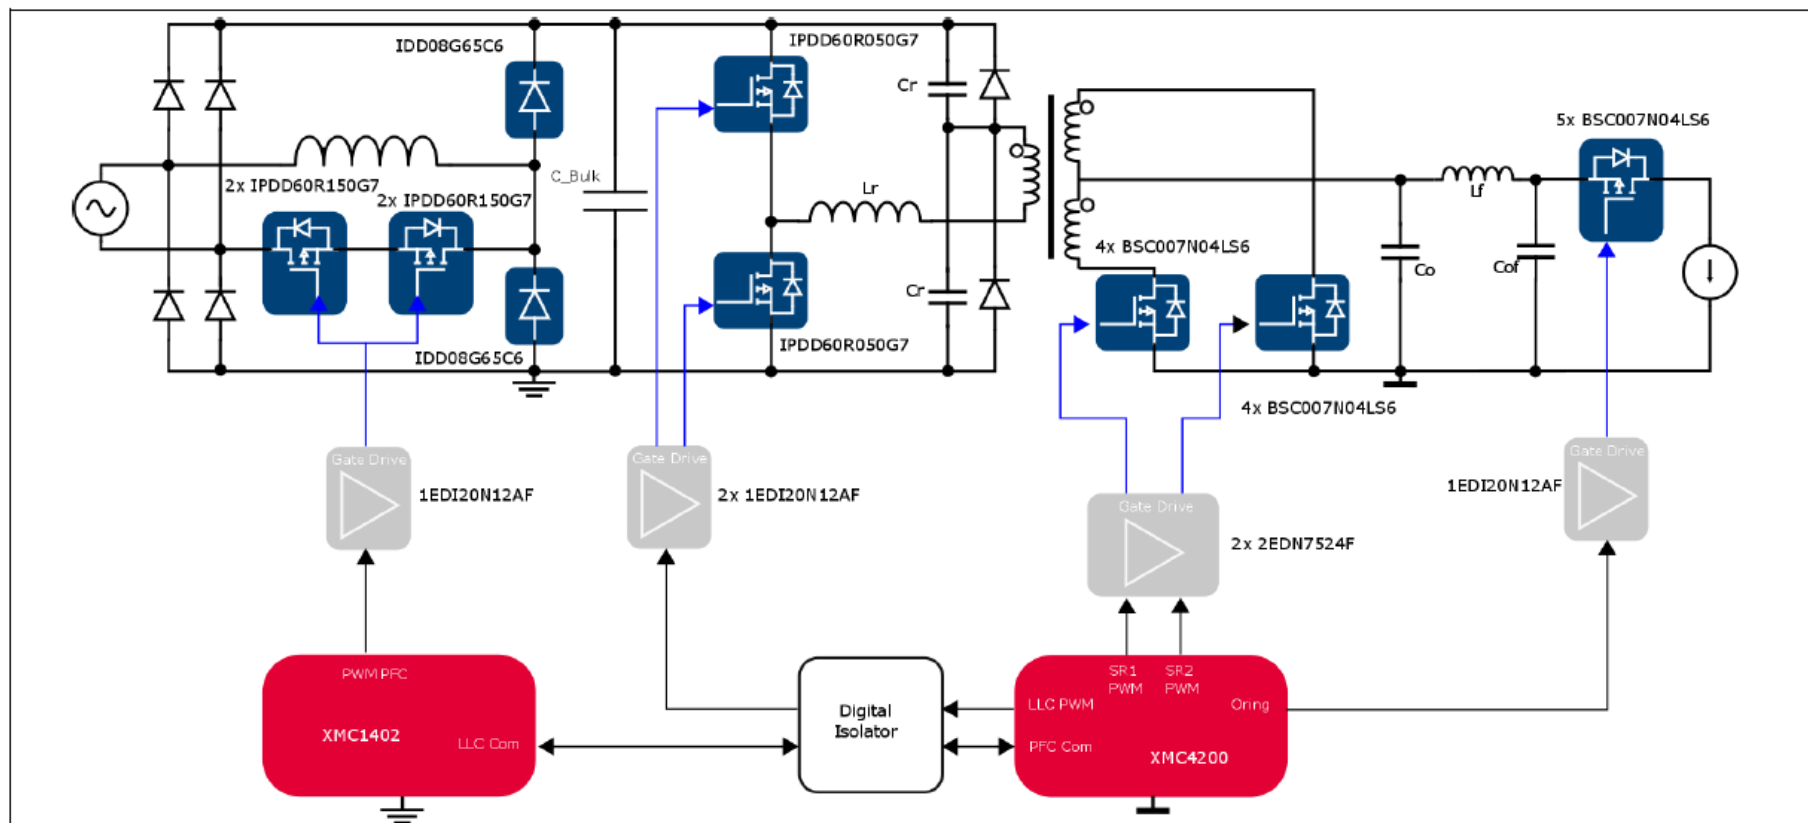 IDD08G65C6
IPDD60R050G7
Cr
5x BSC007N04LS6
2x IPDD60R150G7
C_Bulk
2x IPDD60R150G7
Lr
Lf
4x BSC007N04LS6
Co
Cof
Cr
IPDD60R050G7
IDD08G65C6
4x BSC007N04LS6
Gate Drive
1EDI20N12AF
Gate Drive
2x 1EDI20N12AF
Gate Drive
2x 2EDN7524F
Gate Drive
1EDI20N12AF
PWM PFC
XMC1402
LLC Com
Digital
Isolator
SR1
PWM
SR2
PWM
LLC PWM
Oring
PFC Com
XMC4200